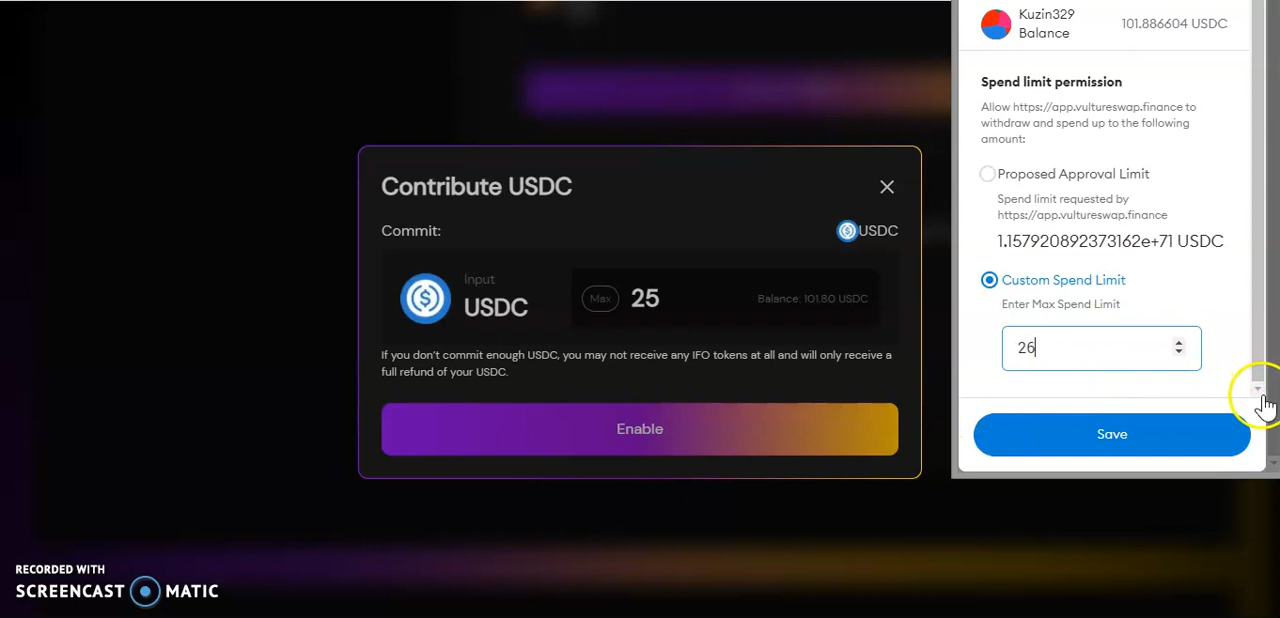 Contribute USDC
Commit:
USDC
Input
USDC
Max
25
Balance: 101.80 USDC
If you don't commit enough USDC, you may not receive any IFO tokens at all and will only receive a
full refund of your USDC.
Enable
Kuzin329
Balance
101.886604 USDC
Spend limit permission
Allow https://app.vultureswap.finance to
withdraw and spend up to the following
amount:
Proposed Approval Limit
Spend limit requested by
https://app.vultureswap.finance
1.157920892373162e+71 USDC
Custom Spend Limit
Enter Max Spend Limit
26
Save
RECORDED WITH
SCREENCAST MATIC